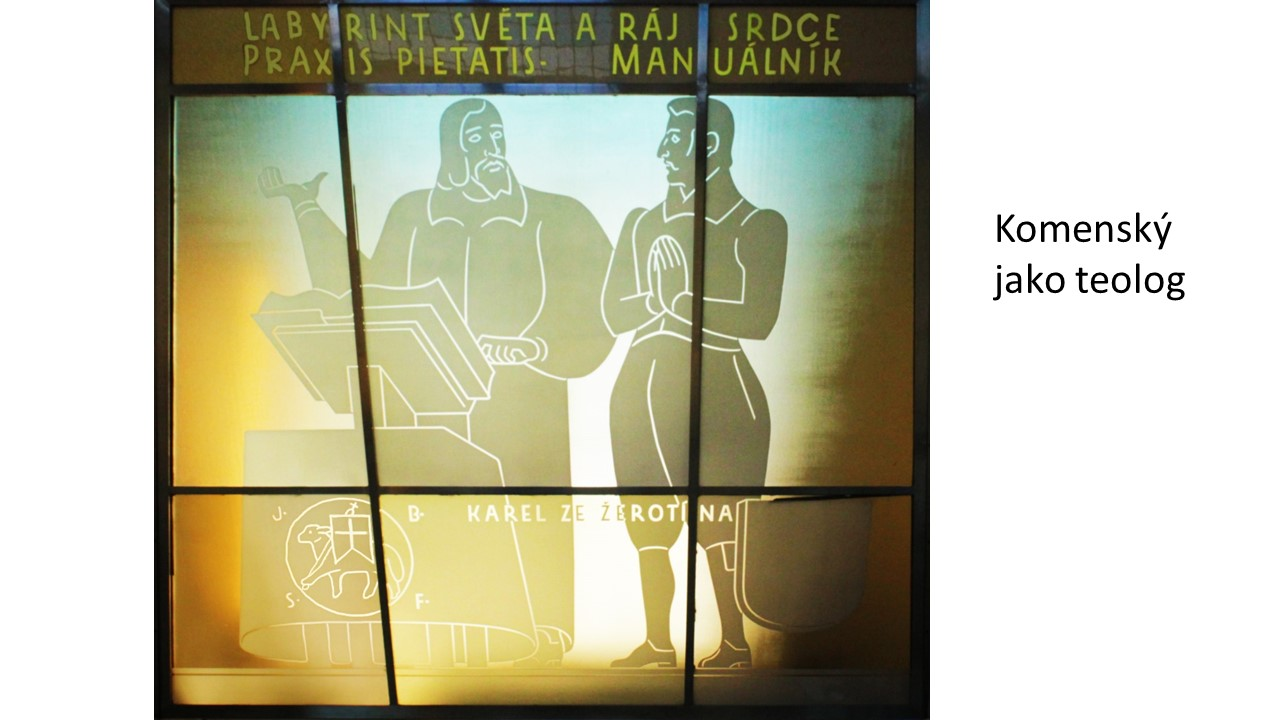 LABYRINT SVĚTA A RÁJ SRDCE
PRAXIS PIETATIS· MANUÁLNÍK
J· B·
KAREL ZE ŽEROTÍNA
S· F·
Komenský
jako teolog